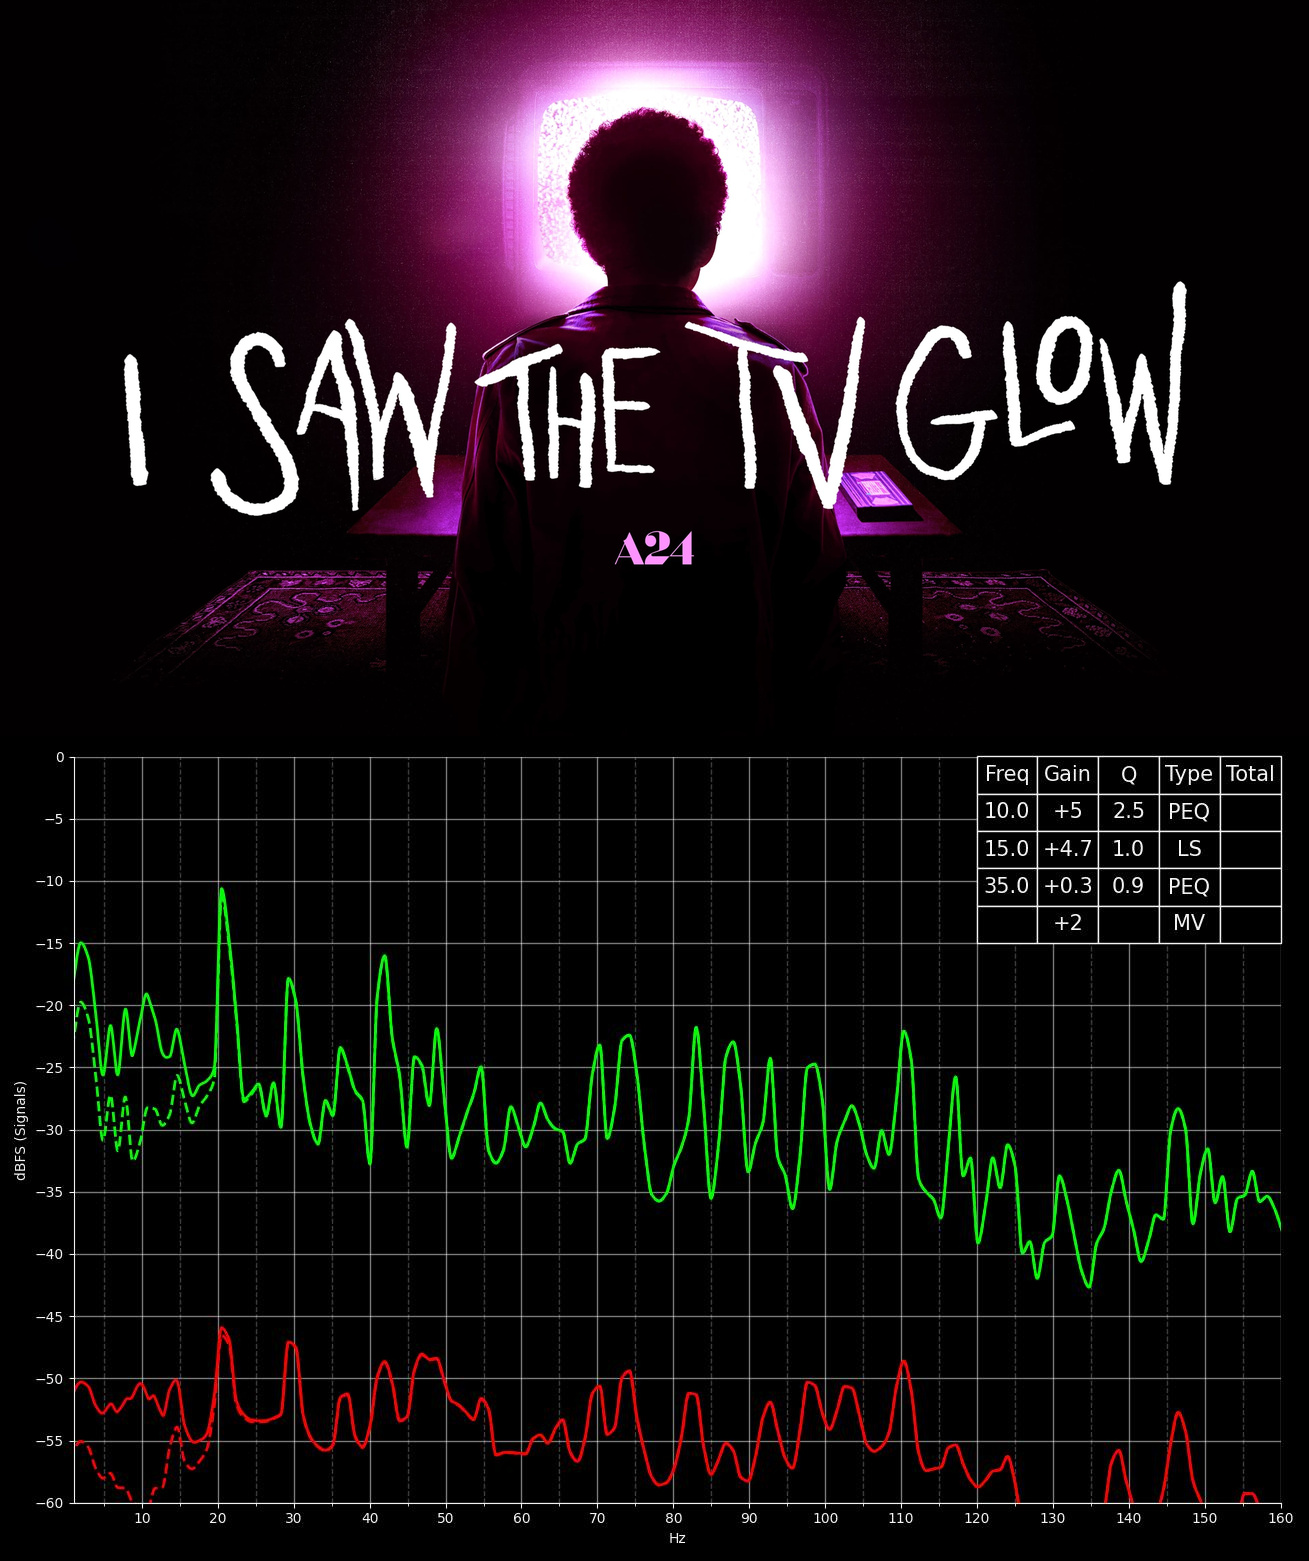 I SAW THE TV GLOW
A24
Freq Gain Q Type Total
10.0 +5 2.5 PEQ
15.0 +4.7 1.0 LS
35.0 +0.3 0.9 PEQ
+2 MV
0
−5
−10
−15
−20
−25
−30
−35
−40
−45
−50
−55
−60
dBFS (Signals)
10 20 30 40 50 60 70 80 90 100 110 120 130 140 150 160
Hz